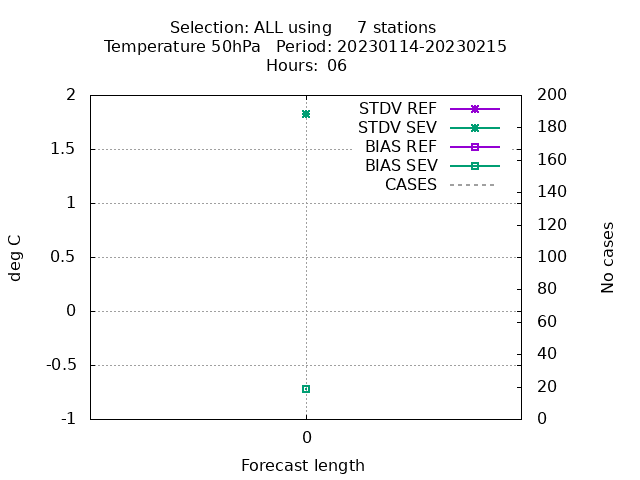 Selection: ALL using     7 stations
Temperature 50hPa   Period: 20230114-20230215
Hours:  06
2
1.5
1
0.5
0
-0.5
-1
deg C
STDV REF
STDV SEV
BIAS REF
BIAS SEV
CASES
200
180
160
140
120
100
80
60
40
20
0
No cases
0
Forecast length